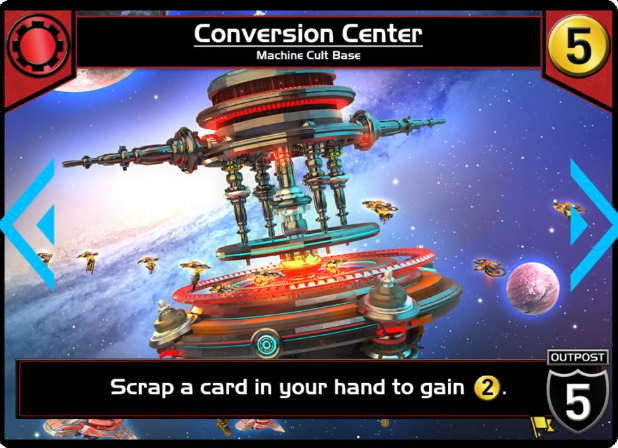 Conversion Center
5
Machine Cult Base
OUTPOST
Scrap a card in your hand to gain 2.
5